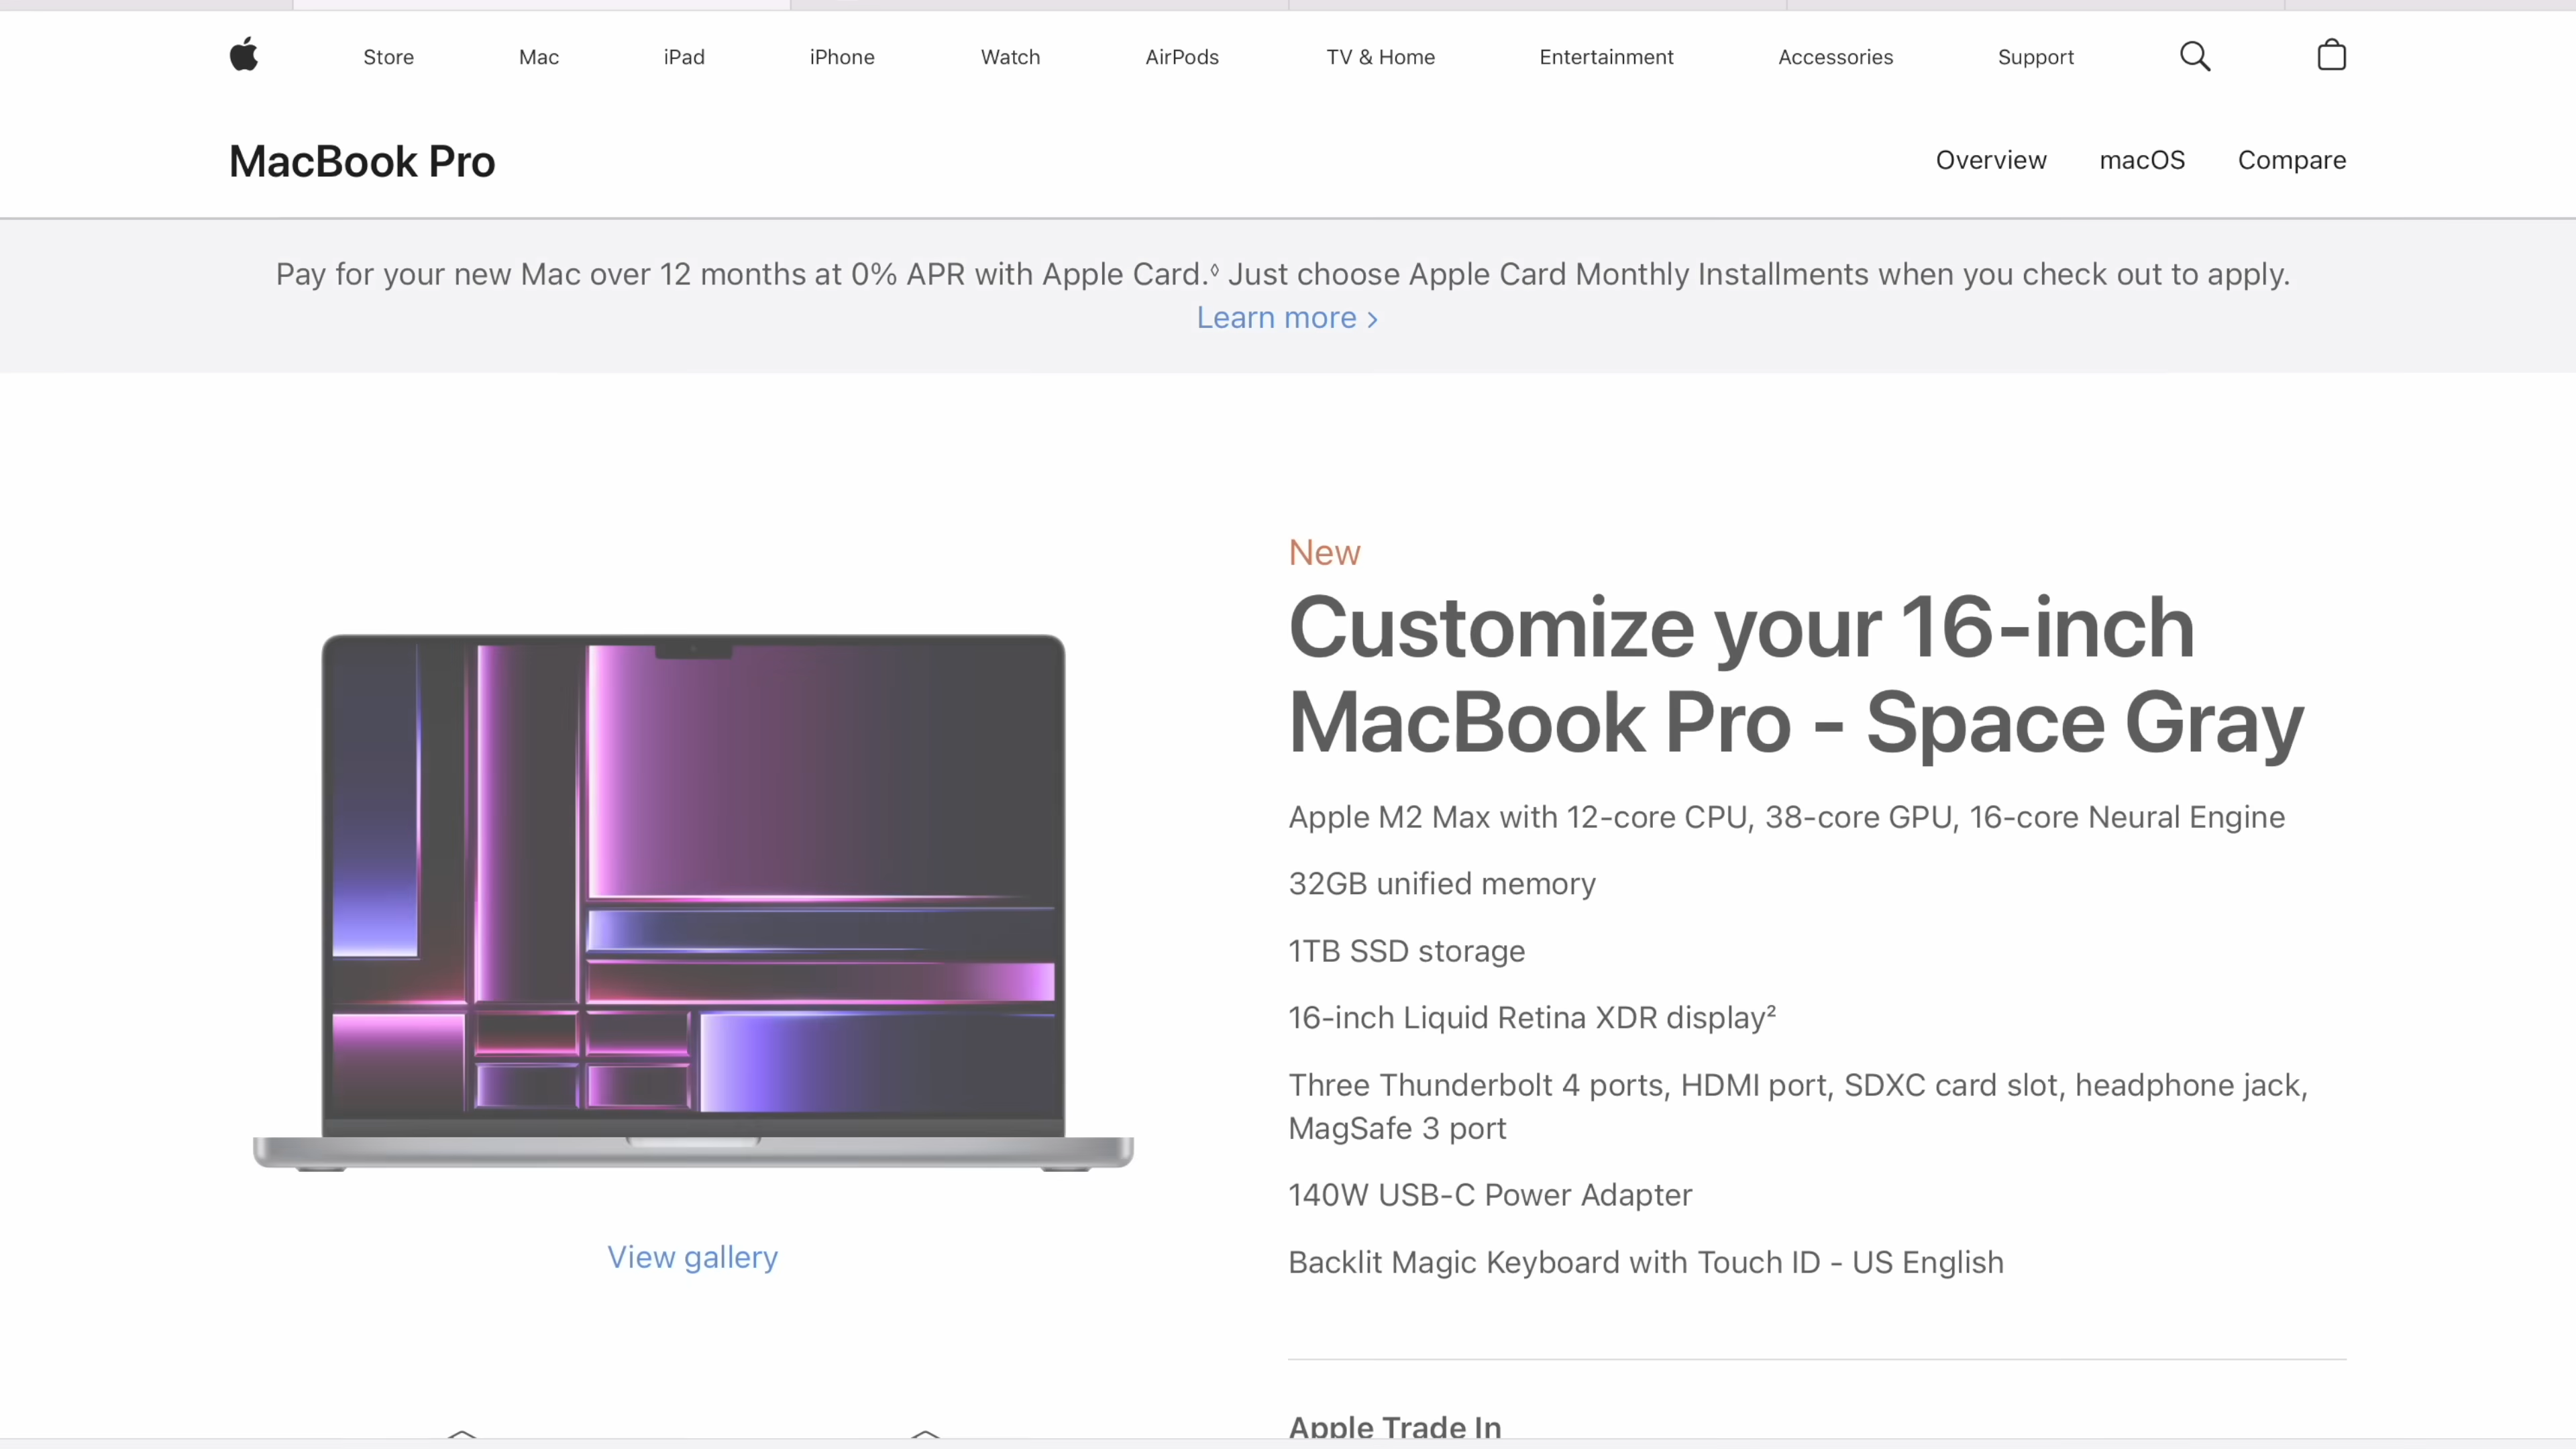 Store Mac iPad iPhone Watch AirPods TV & Home Entertainment Accessories Support
MacBook Pro
Overview macOS Compare
Pay for your new Mac over 12 months at 0% APR with Apple Card.◊ Just choose Apple Card Monthly Installments when you check out to apply.
Learn more >
New
Customize your 16-inch
MacBook Pro - Space Gray
Apple M2 Max with 12-core CPU, 38-core GPU, 16-core Neural Engine
32GB unified memory
1TB SSD storage
16-inch Liquid Retina XDR display²
Three Thunderbolt 4 ports, HDMI port, SDXC card slot, headphone jack,
MagSafe 3 port
140W USB-C Power Adapter
Backlit Magic Keyboard with Touch ID - US English
View gallery
Apple Trade In